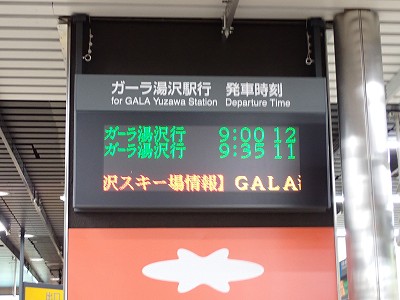 ガーラ湯沢駅行 発車時刻
for GALA Yuzawa Station Departure Time
ガーラ湯沢行 9:00 12
ガーラ湯沢行 9:35 11
沢スキー場情報】GALA
出口